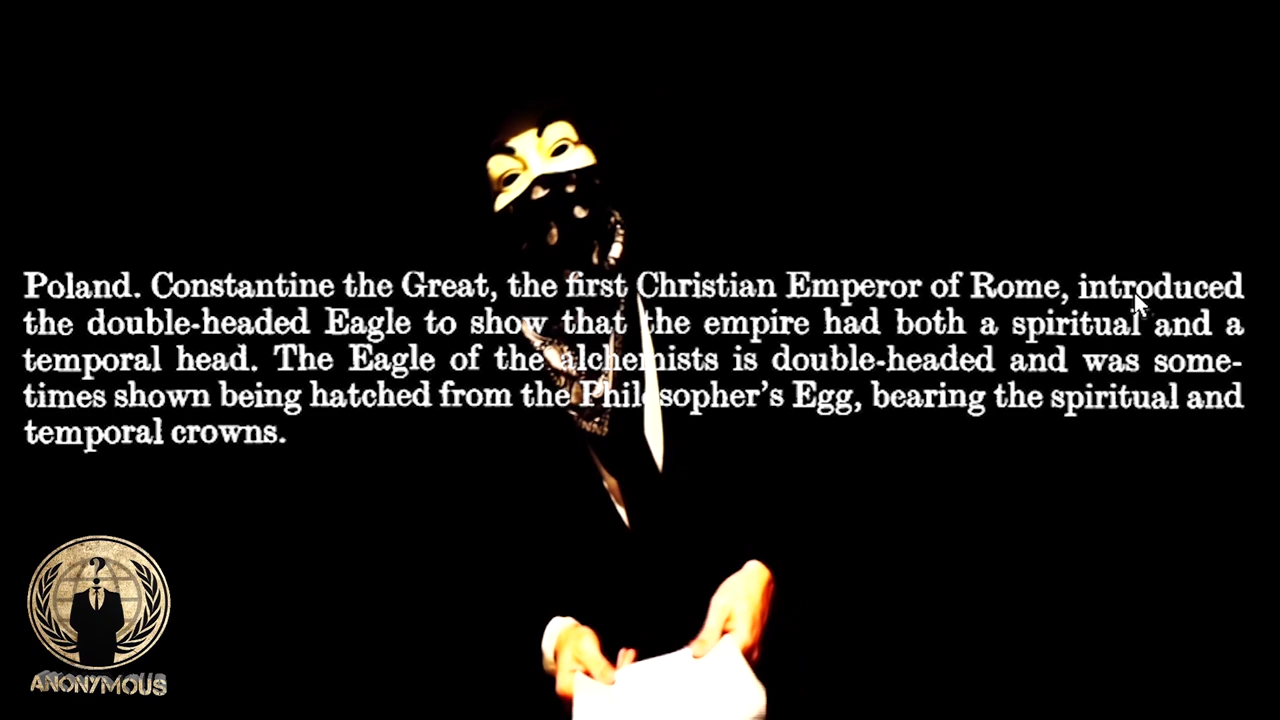 Poland. Constantine the Great, the first Christian Emperor of Rome, introduced
the double-headed Eagle to show that the empire had both a spiritual and a
temporal head. The Eagle of the alchemists is double-headed and was some-
times shown being hatched from the Philosopher's Egg, bearing the spiritual and
temporal crowns.
?
ANONYMOUS